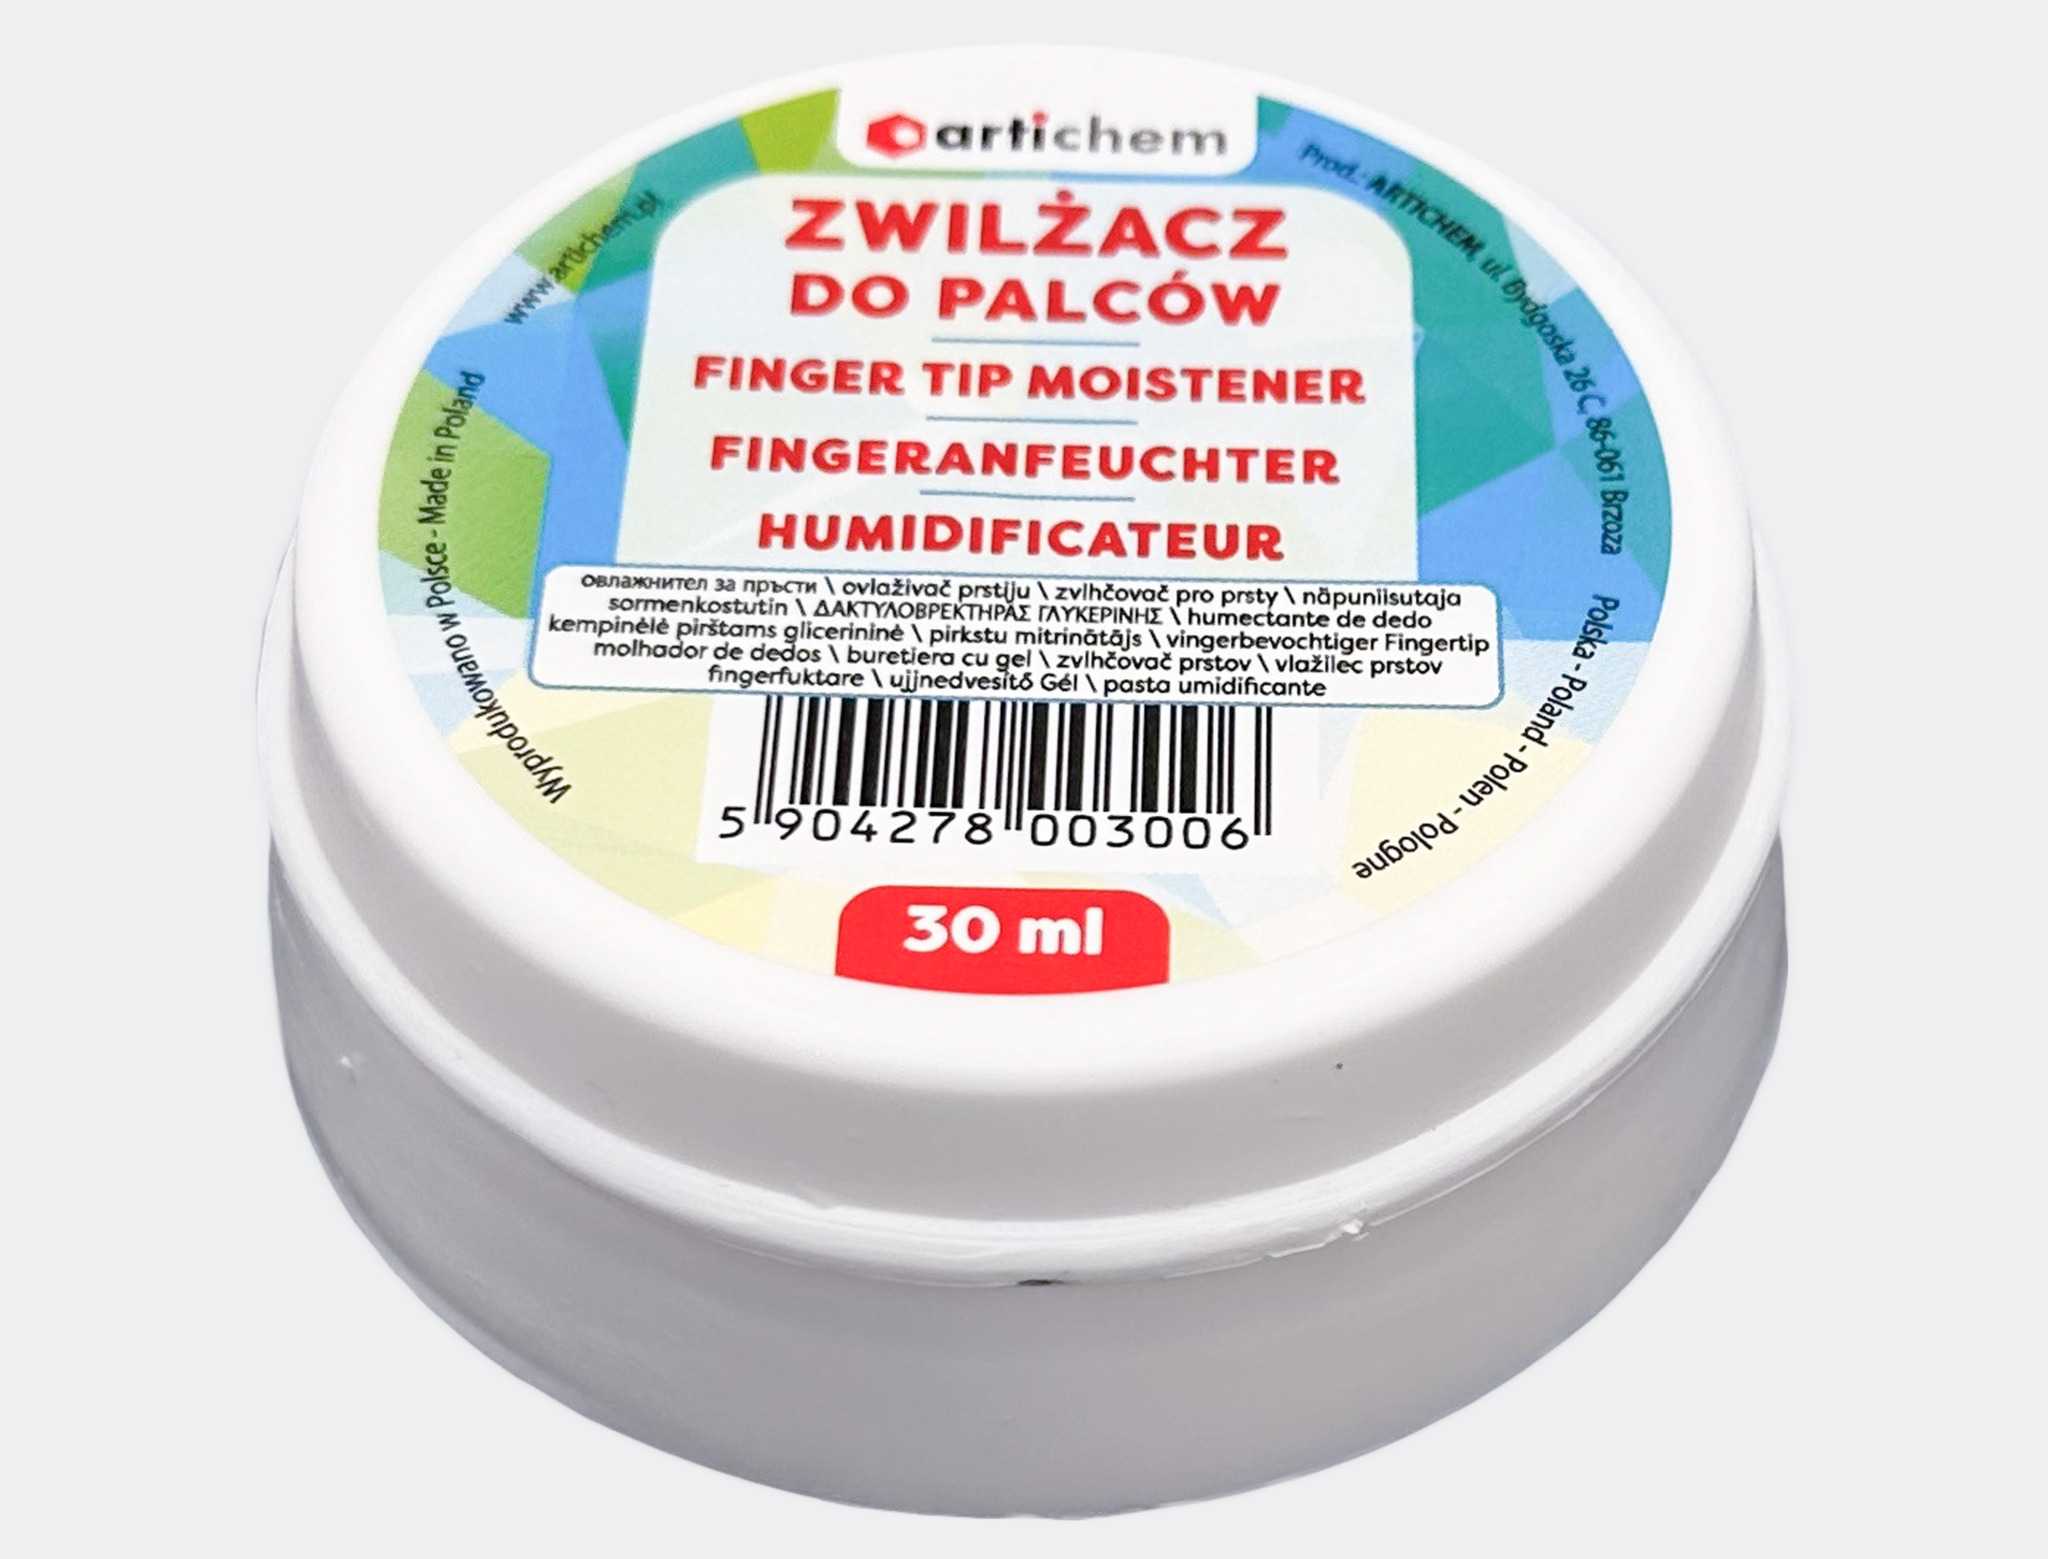 artichem
ZWILŻACZ
DO PALCÓW
FINGER TIP MOISTENER
FINGERANFEUCHTER
HUMIDIFICATEUR
овлажнител за пръсти \ ovlaživač prstiju \ zvlhčovač pro prsty \ näpuniisutaja
sormenkostutin \ ΔΑΚΤΥΛΟΒΡΕΚΤΗΡΑΣ ΓΛΥΚΕΡΙΝΗΣ \ humectante de dedo
kempinėlė pirštams glicerininė \ pirkstu mitrinātājs \ vingerbevochtiger Fingertip
molhador de dedos \ buretiera cu gel \ zvlhčovač prstov \ vlažilec prstov
fingerfuktare \ ujjnedvesítő Gél \ pasta umidificante
5 904278 003006
30 ml
Wyprodukowano w Polsce - Made in Poland
www.artichem.pl
Prod.: ARTICHEM, ul. Bydgoska 26 C, 86-061 Brzoza
Polska - Poland - Polen - Pologne